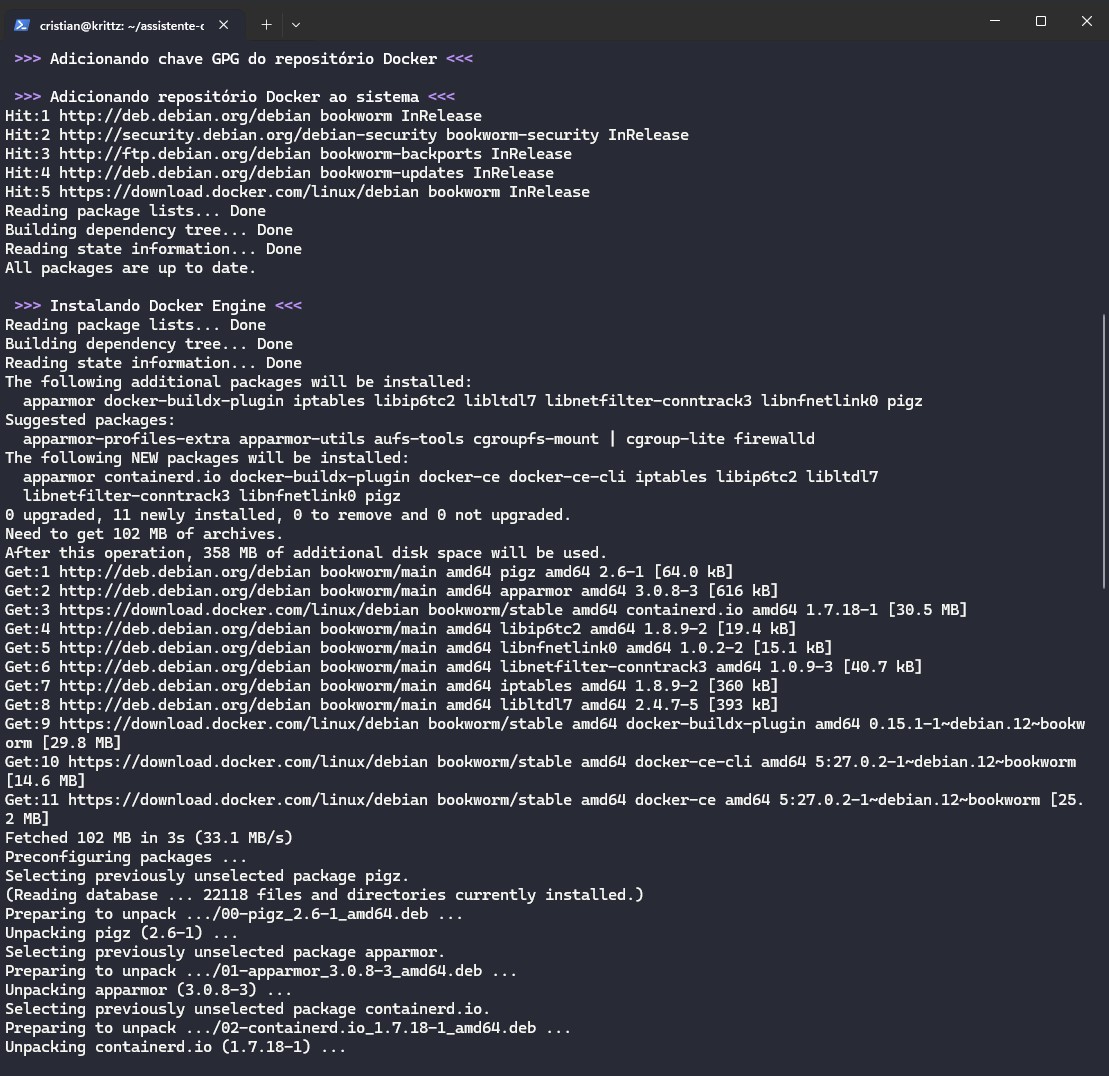 cristian@krittz: ~/assistente-c
>>> Adicionando chave GPG do repositório Docker <<<
>>> Adicionando repositório Docker ao sistema <<<
Hit:1 http://deb.debian.org/debian bookworm InRelease
Hit:2 http://security.debian.org/debian-security bookworm-security InRelease
Hit:3 http://ftp.debian.org/debian bookworm-backports InRelease
Hit:4 http://deb.debian.org/debian bookworm-updates InRelease
Hit:5 https://download.docker.com/linux/debian bookworm InRelease
Reading package lists... Done
Building dependency tree... Done
Reading state information... Done
All packages are up to date.
>>> Instalando Docker Engine <<<
Reading package lists... Done
Building dependency tree... Done
Reading state information... Done
The following additional packages will be installed:
  apparmor docker-buildx-plugin iptables libip6tc2 libltdl7 libnetfilter-conntrack3 libnfnetlink0 pigz
Suggested packages:
  apparmor-profiles-extra apparmor-utils aufs-tools cgroupfs-mount | cgroup-lite firewalld
The following NEW packages will be installed:
  apparmor containerd.io docker-buildx-plugin docker-ce docker-ce-cli iptables libip6tc2 libltdl7
  libnetfilter-conntrack3 libnfnetlink0 pigz
0 upgraded, 11 newly installed, 0 to remove and 0 not upgraded.
Need to get 102 MB of archives.
After this operation, 358 MB of additional disk space will be used.
Get:1 http://deb.debian.org/debian bookworm/main amd64 pigz amd64 2.6-1 [64.0 kB]
Get:2 http://deb.debian.org/debian bookworm/main amd64 apparmor amd64 3.0.8-3 [616 kB]
Get:3 https://download.docker.com/linux/debian bookworm/stable amd64 containerd.io amd64 1.7.18-1 [30.5 MB]
Get:4 http://deb.debian.org/debian bookworm/main amd64 libip6tc2 amd64 1.8.9-2 [19.4 kB]
Get:5 http://deb.debian.org/debian bookworm/main amd64 libnfnetlink0 amd64 1.0.2-2 [15.1 kB]
Get:6 http://deb.debian.org/debian bookworm/main amd64 libnetfilter-conntrack3 amd64 1.0.9-3 [40.7 kB]
Get:7 http://deb.debian.org/debian bookworm/main amd64 iptables amd64 1.8.9-2 [360 kB]
Get:8 http://deb.debian.org/debian bookworm/main amd64 libltdl7 amd64 2.4.7-5 [393 kB]
Get:9 https://download.docker.com/linux/debian bookworm/stable amd64 docker-buildx-plugin amd64 0.15.1-1~debian.12~bookw
orm [29.8 MB]
Get:10 https://download.docker.com/linux/debian bookworm/stable amd64 docker-ce-cli amd64 5:27.0.2-1~debian.12~bookworm
[14.6 MB]
Get:11 https://download.docker.com/linux/debian bookworm/stable amd64 docker-ce amd64 5:27.0.2-1~debian.12~bookworm [25.
2 MB]
Fetched 102 MB in 3s (33.1 MB/s)
Preconfiguring packages ...
Selecting previously unselected package pigz.
(Reading database ... 22118 files and directories currently installed.)
Preparing to unpack .../00-pigz_2.6-1_amd64.deb ...
Unpacking pigz (2.6-1) ...
Selecting previously unselected package apparmor.
Preparing to unpack .../01-apparmor_3.0.8-3_amd64.deb ...
Unpacking apparmor (3.0.8-3) ...
Selecting previously unselected package containerd.io.
Preparing to unpack .../02-containerd.io_1.7.18-1_amd64.deb ...
Unpacking containerd.io (1.7.18-1) ...